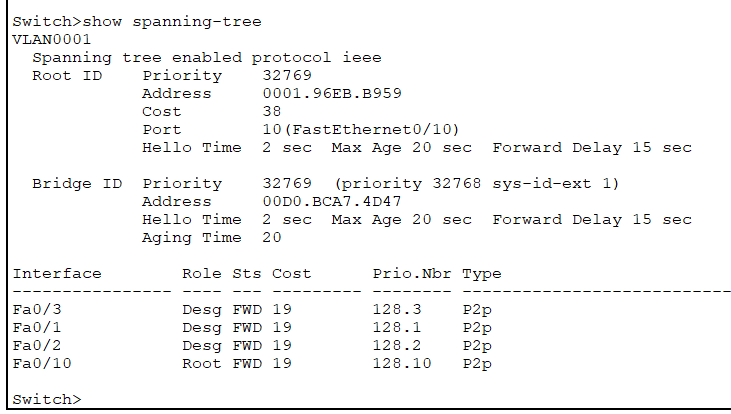 Switch>show spanning-tree
VLAN0001
  Spanning tree enabled protocol ieee
  Root ID    Priority    32769
             Address     0001.96EB.B959
             Cost        38
             Port        10(FastEthernet0/10)
             Hello Time  2 sec  Max Age 20 sec  Forward Delay 15 sec

  Bridge ID  Priority    32769  (priority 32768 sys-id-ext 1)
             Address     00D0.BCA7.4D47
             Hello Time  2 sec  Max Age 20 sec  Forward Delay 15 sec
             Aging Time  20

Interface        Role Sts Cost      Prio.Nbr Type
---------------- ---- --- --------- -------- --------------------------------
Fa0/3            Desg FWD 19        128.3    P2p
Fa0/1            Desg FWD 19        128.1    P2p
Fa0/2            Desg FWD 19        128.2    P2p
Fa0/10           Root FWD 19        128.10   P2p

Switch>